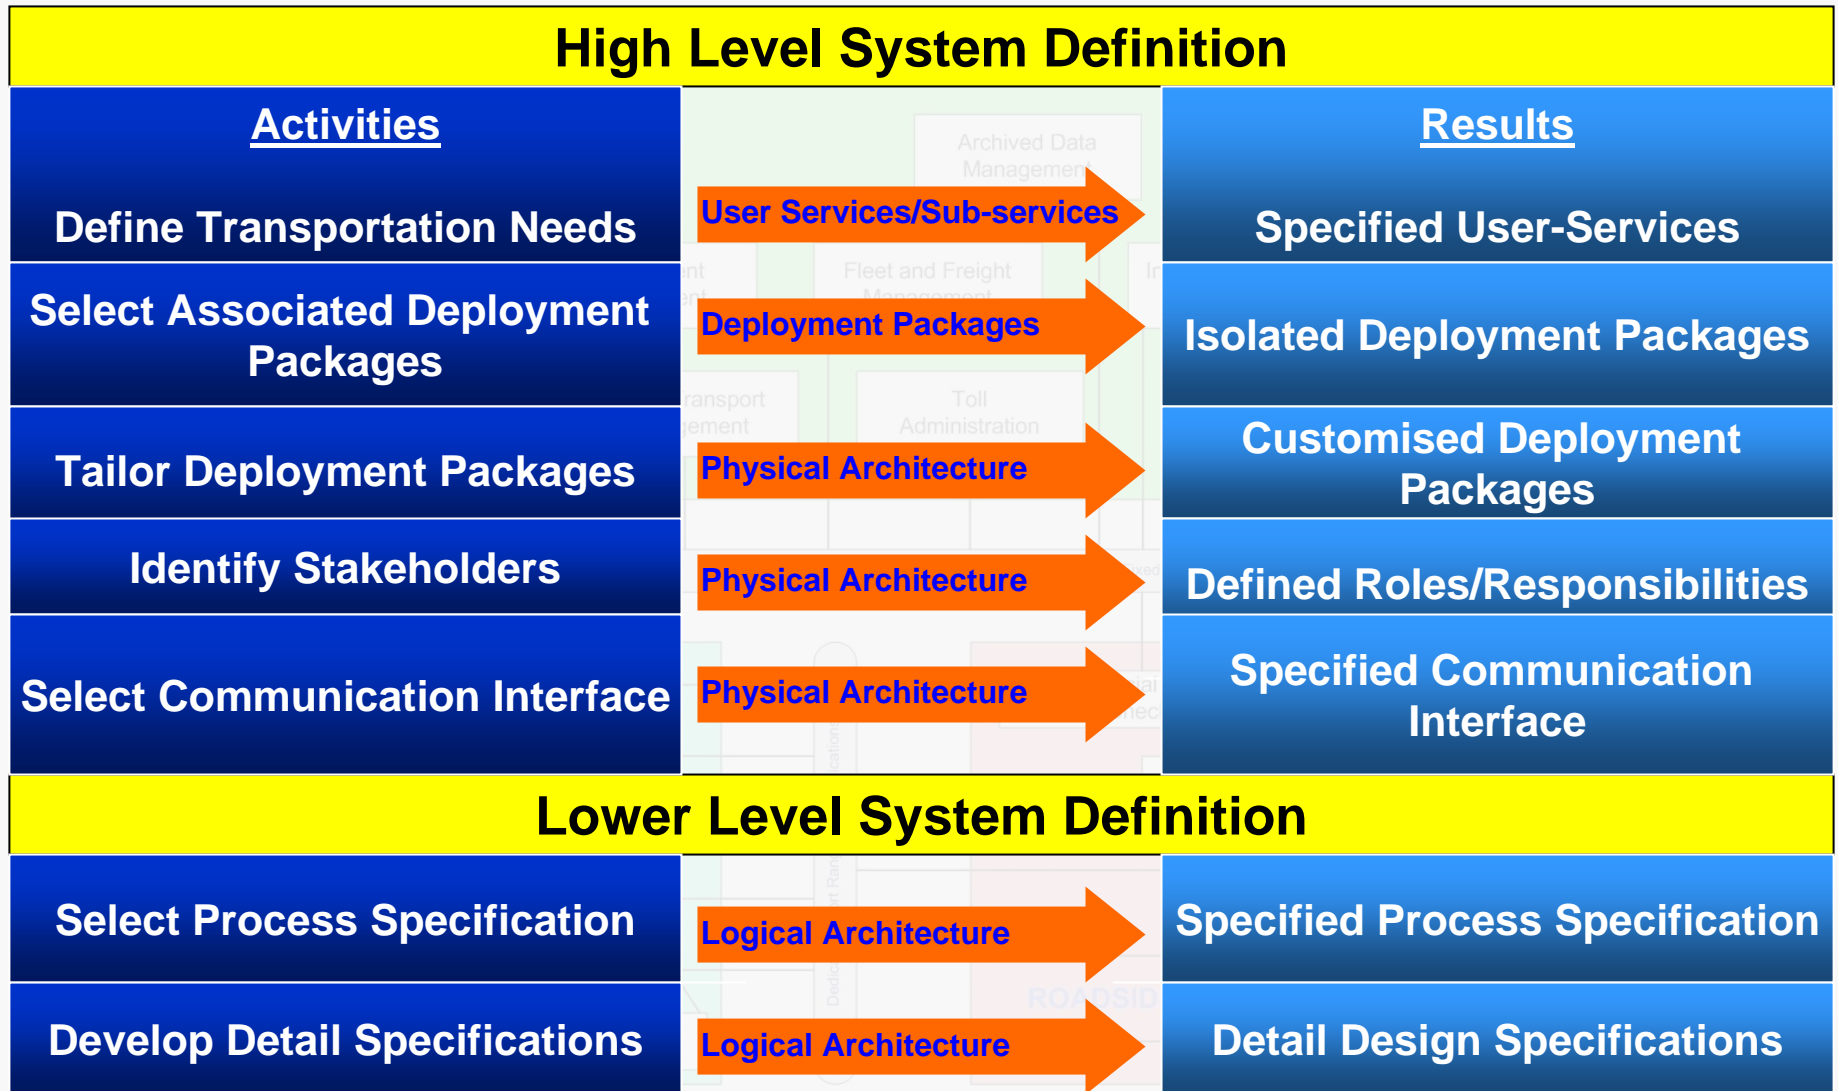 High Level System Definition
Activities
Results
Define Transportation Needs
User Services/Sub-services
Specified User-Services
Select Associated Deployment
Packages
Deployment Packages
Isolated Deployment Packages
Tailor Deployment Packages
Physical Architecture
Customised Deployment
Packages
Identify Stakeholders
Physical Architecture
Defined Roles/Responsibilities
Select Communication Interface
Physical Architecture
Specified Communication
Interface
Lower Level System Definition
Select Process Specification
Logical Architecture
Specified Process Specification
Develop Detail Specifications
Logical Architecture
Detail Design Specifications
Archived Data
Management
Fleet and Freight
Management
Toll
Administration
ROADSID